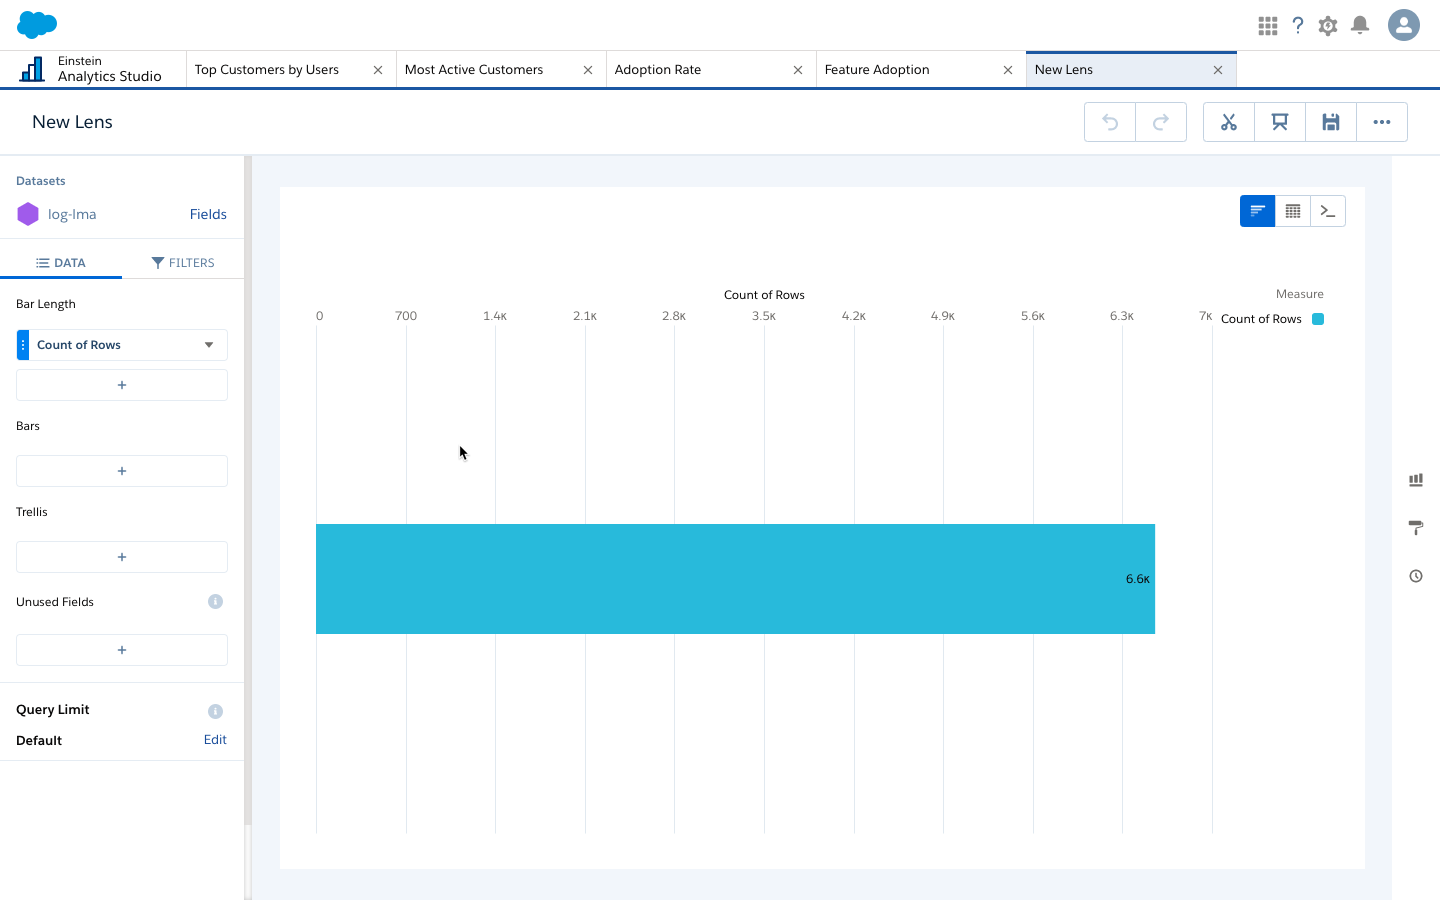 Einstein
Analytics Studio
Top Customers by Users
Most Active Customers
Adoption Rate
Feature Adoption
New Lens
New Lens
Datasets
log-lma
Fields
DATA
FILTERS
Bar Length
Count of Rows
+
Bars
+
Trellis
+
Unused Fields
+
Query Limit
Default
Edit
Count of Rows
0 700 1.4K 2.1K 2.8K 3.5K 4.2K 4.9K 5.6K 6.3K 7K
Measure
Count of Rows
6.6K